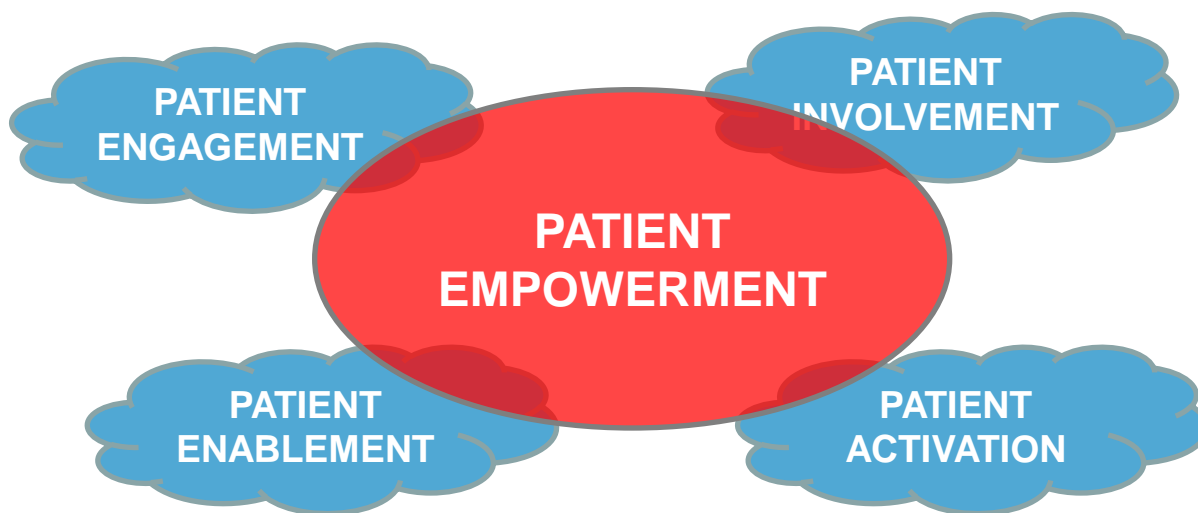 PATIENT
ENGAGEMENT
PATIENT
INVOLVEMENT
PATIENT
EMPOWERMENT
PATIENT
ENABLEMENT
PATIENT
ACTIVATION